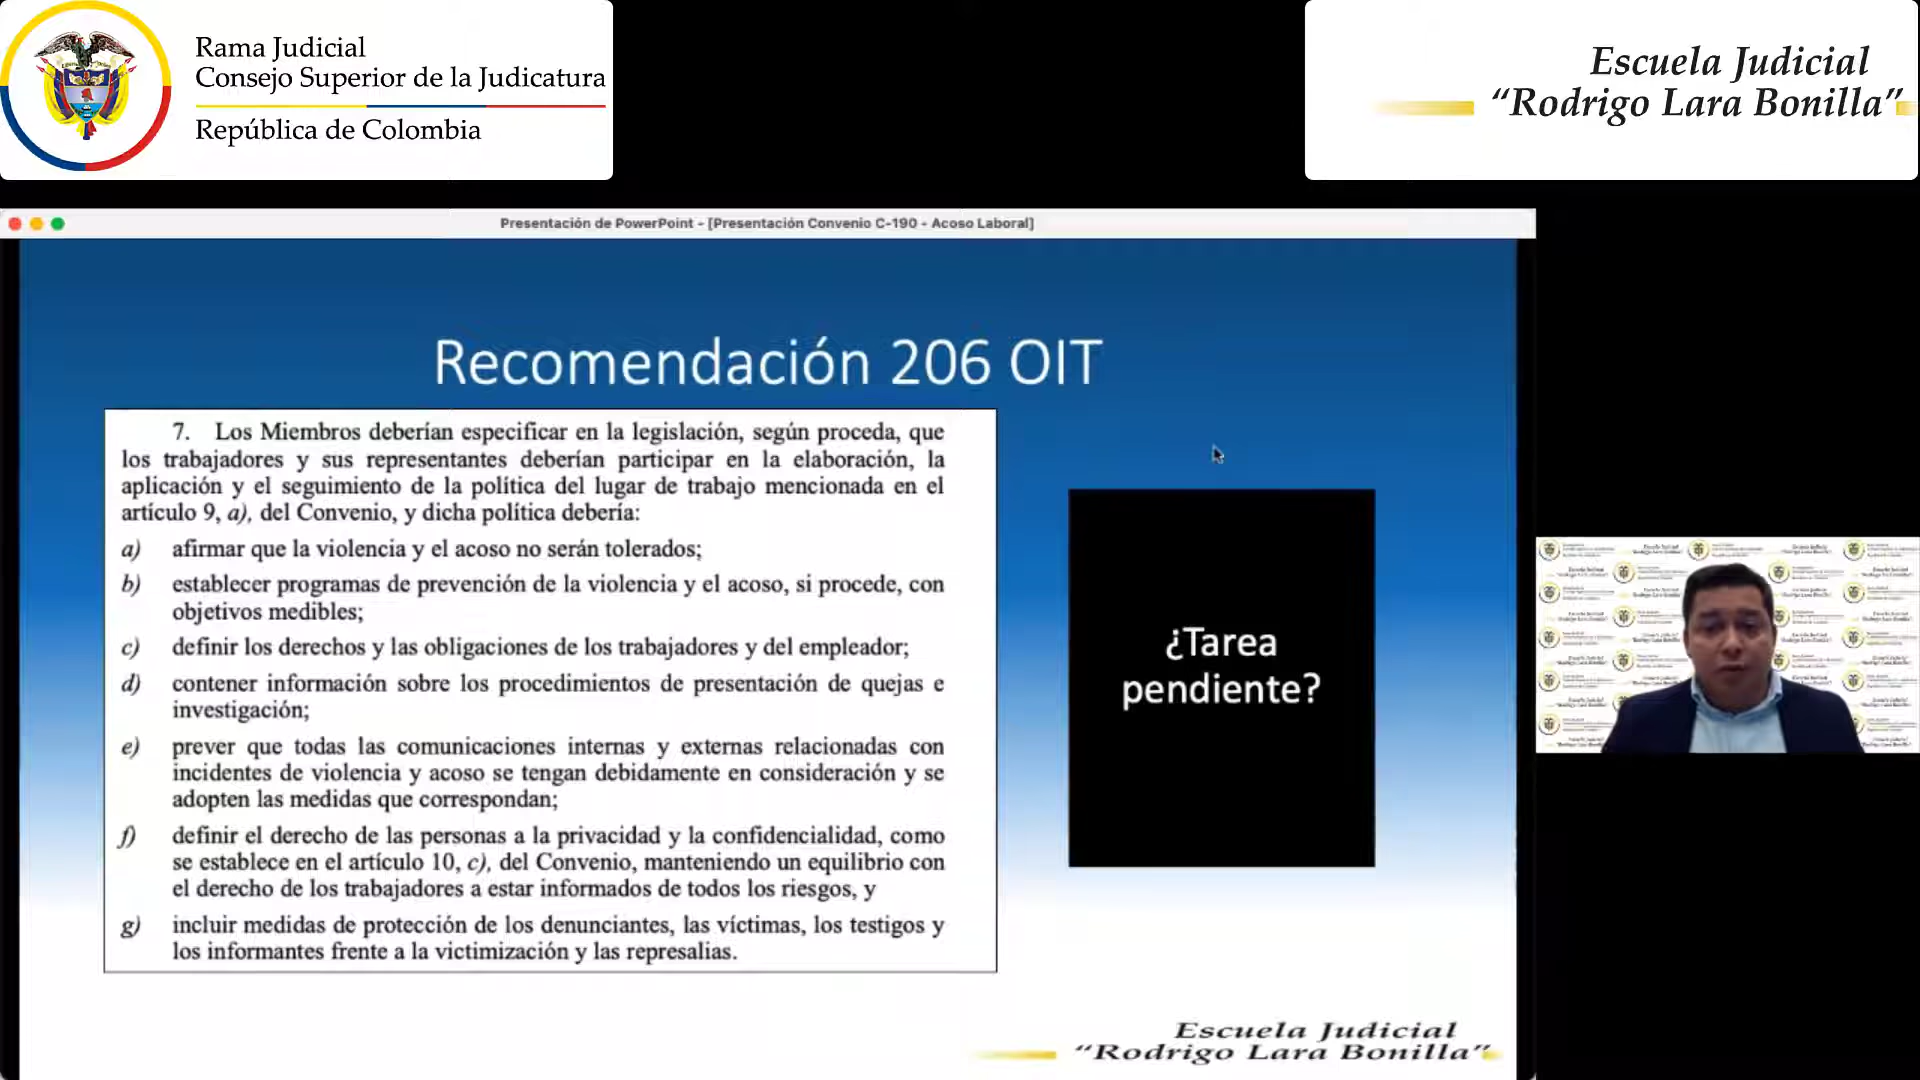 Rama Judicial
Consejo Superior de la Judicatura
República de Colombia
Escuela Judicial
“Rodrigo Lara Bonilla”
Presentación de PowerPoint - [Presentación Convenio C-190 - Acoso Laboral]
Recomendación 206 OIT
7. Los Miembros deberían especificar en la legislación, según proceda, que
los trabajadores y sus representantes deberían participar en la elaboración, la
aplicación y el seguimiento de la política del lugar de trabajo mencionada en el
artículo 9, a), del Convenio, y dicha política debería:
a) afirmar que la violencia y el acoso no serán tolerados;
b) establecer programas de prevención de la violencia y el acoso, si procede, con
objetivos medibles;
c) definir los derechos y las obligaciones de los trabajadores y del empleador;
d) contener información sobre los procedimientos de presentación de quejas e
investigación;
e) prever que todas las comunicaciones internas y externas relacionadas con
incidentes de violencia y acoso se tengan debidamente en consideración y se
adopten las medidas que correspondan;
f) definir el derecho de las personas a la privacidad y la confidencialidad, como
se establece en el artículo 10, c), del Convenio, manteniendo un equilibrio con
el derecho de los trabajadores a estar informados de todos los riesgos, y
g) incluir medidas de protección de los denunciantes, las víctimas, los testigos y
los informantes frente a la victimización y las represalias.
¿Tarea
pendiente?
Escuela Judicial
“Rodrigo Lara Bonilla”